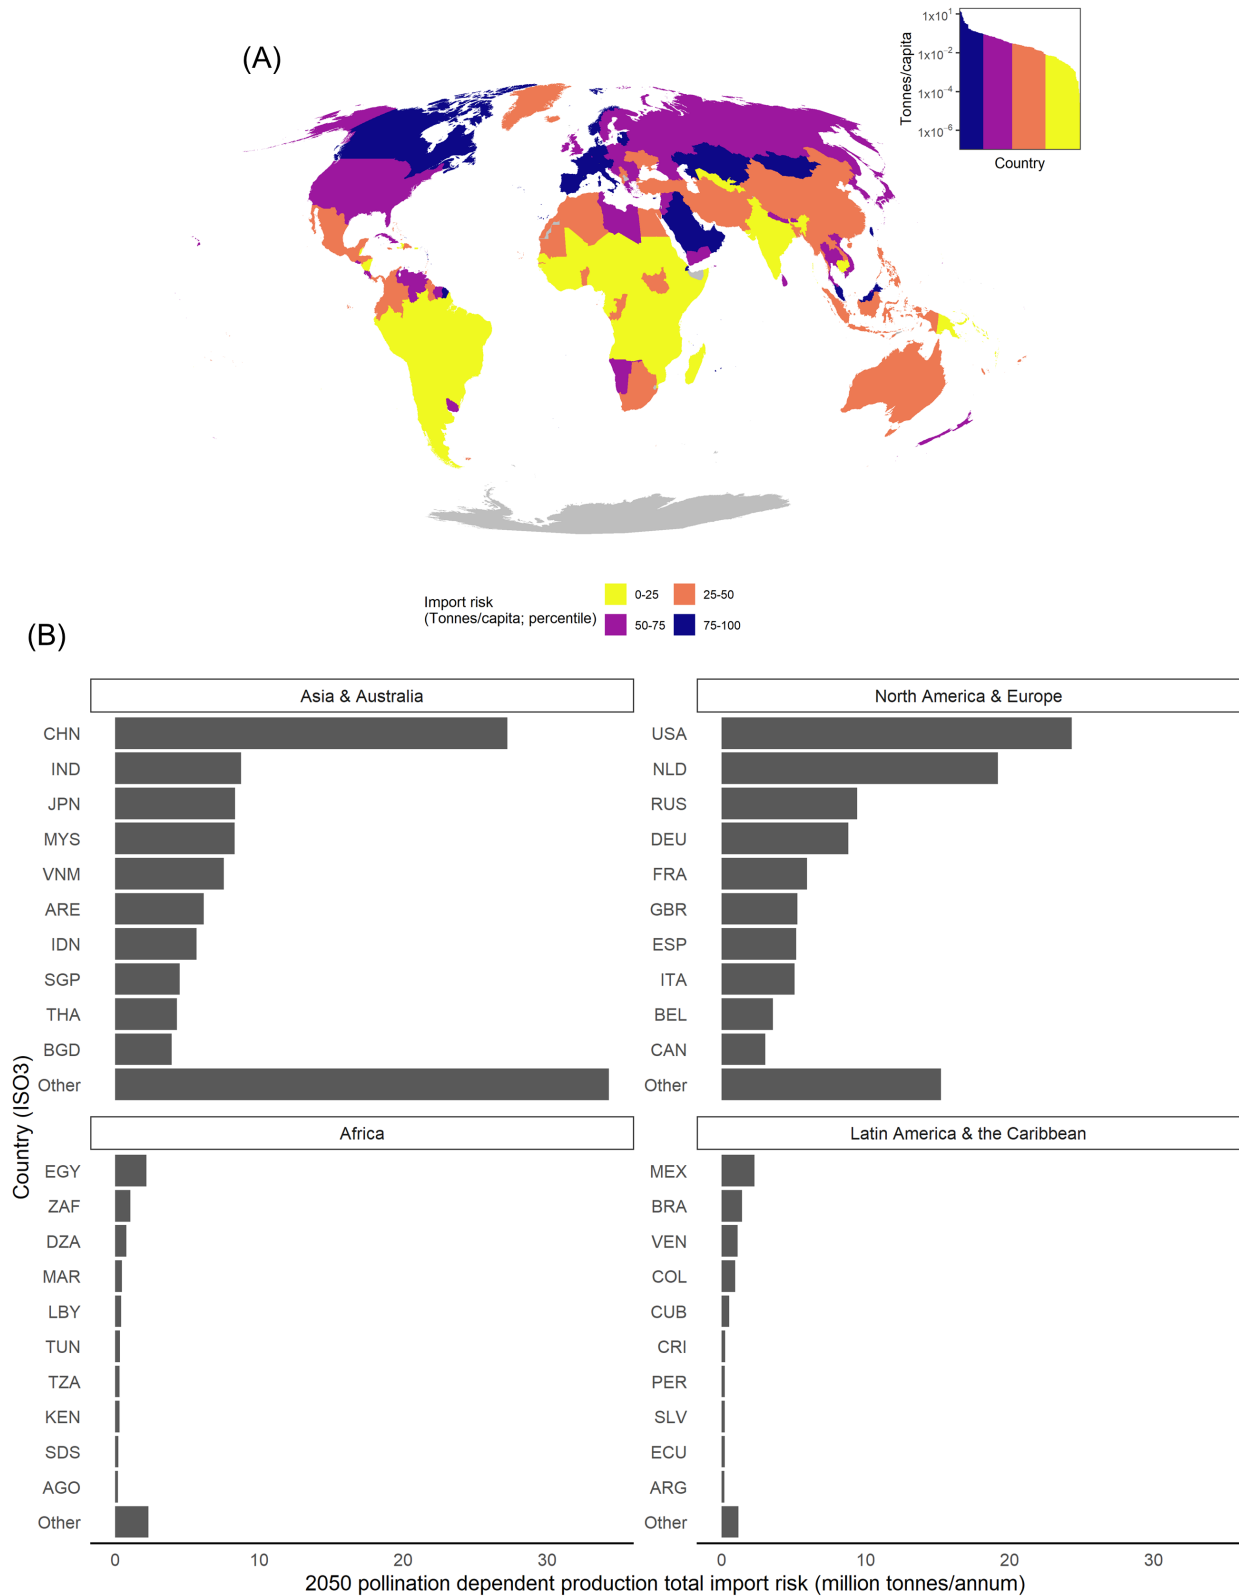 (A)
Tonnes/capita
1x10¹
1x10⁻²
1x10⁻⁴
1x10⁻⁶
Country
Import risk
(Tonnes/capita; percentile)
0-25
25-50
50-75
75-100
(B)
Country (ISO3)
Asia & Australia
CHN
IND
JPN
MYS
VNM
ARE
IDN
SGP
THA
BGD
Other
North America & Europe
USA
NLD
RUS
DEU
FRA
GBR
ESP
ITA
BEL
CAN
Other
Africa
EGY
ZAF
DZA
MAR
LBY
TUN
TZA
KEN
SDS
AGO
Other
0 10 20 30
Latin America & the Caribbean
MEX
BRA
VEN
COL
CUB
CRI
PER
SLV
ECU
ARG
Other
0 10 20 30
2050 pollination dependent production total import risk (million tonnes/annum)